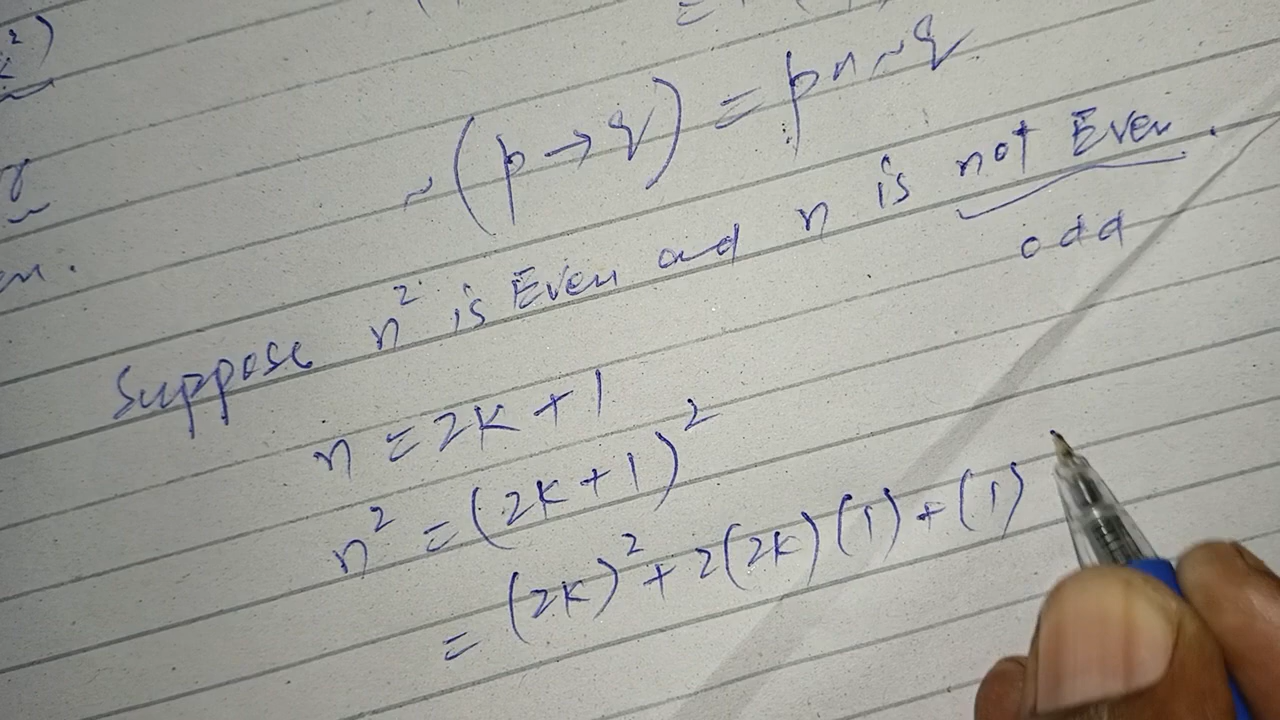 ~(p→q) = p∧~q
Suppose n² is Even and n is not Even.
odd
n = 2k + 1
n² = (2k+1)²
= (2k)² + 2(2k)(1) + (1)